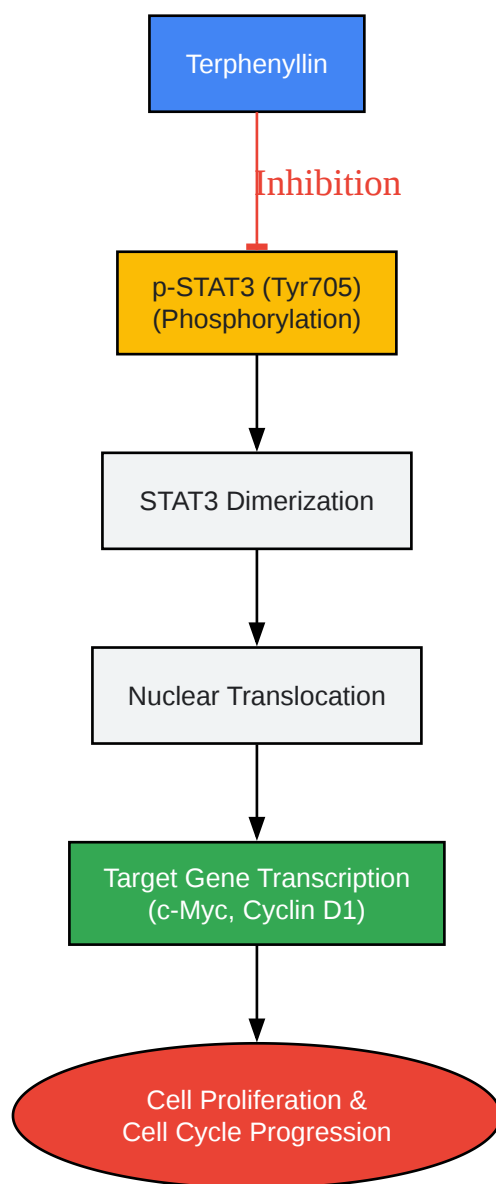 Terphenyllin
Inhibition
p-STAT3 (Tyr705)
(Phosphorylation)
STAT3 Dimerization
Nuclear Translocation
Target Gene Transcription
(c-Myc, Cyclin D1)
Cell Proliferation &
Cell Cycle Progression